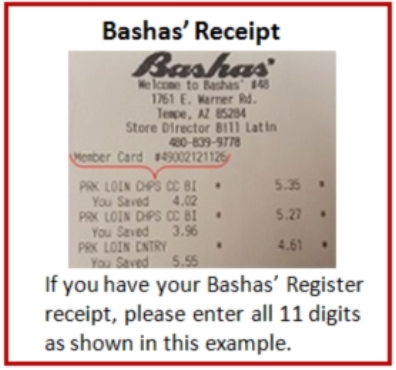 Bashas' Receipt
Bashas'
Welcome to Bashas' #48
1761 E. Warner Rd.
Tempe, AZ 85284
Store Director Bill Latin
480-839-9778
Member Card #49002121126
PRK LOIN CHPS CC BI * 5.35 *
You Saved 4.02
PRK LOIN CHPS CC BI * 5.27 *
You Saved 3.96
PRK LOIN CNTRY * 4.61 *
You Saved 5.55
If you have your Bashas' Register
receipt, please enter all 11 digits
as shown in this example.